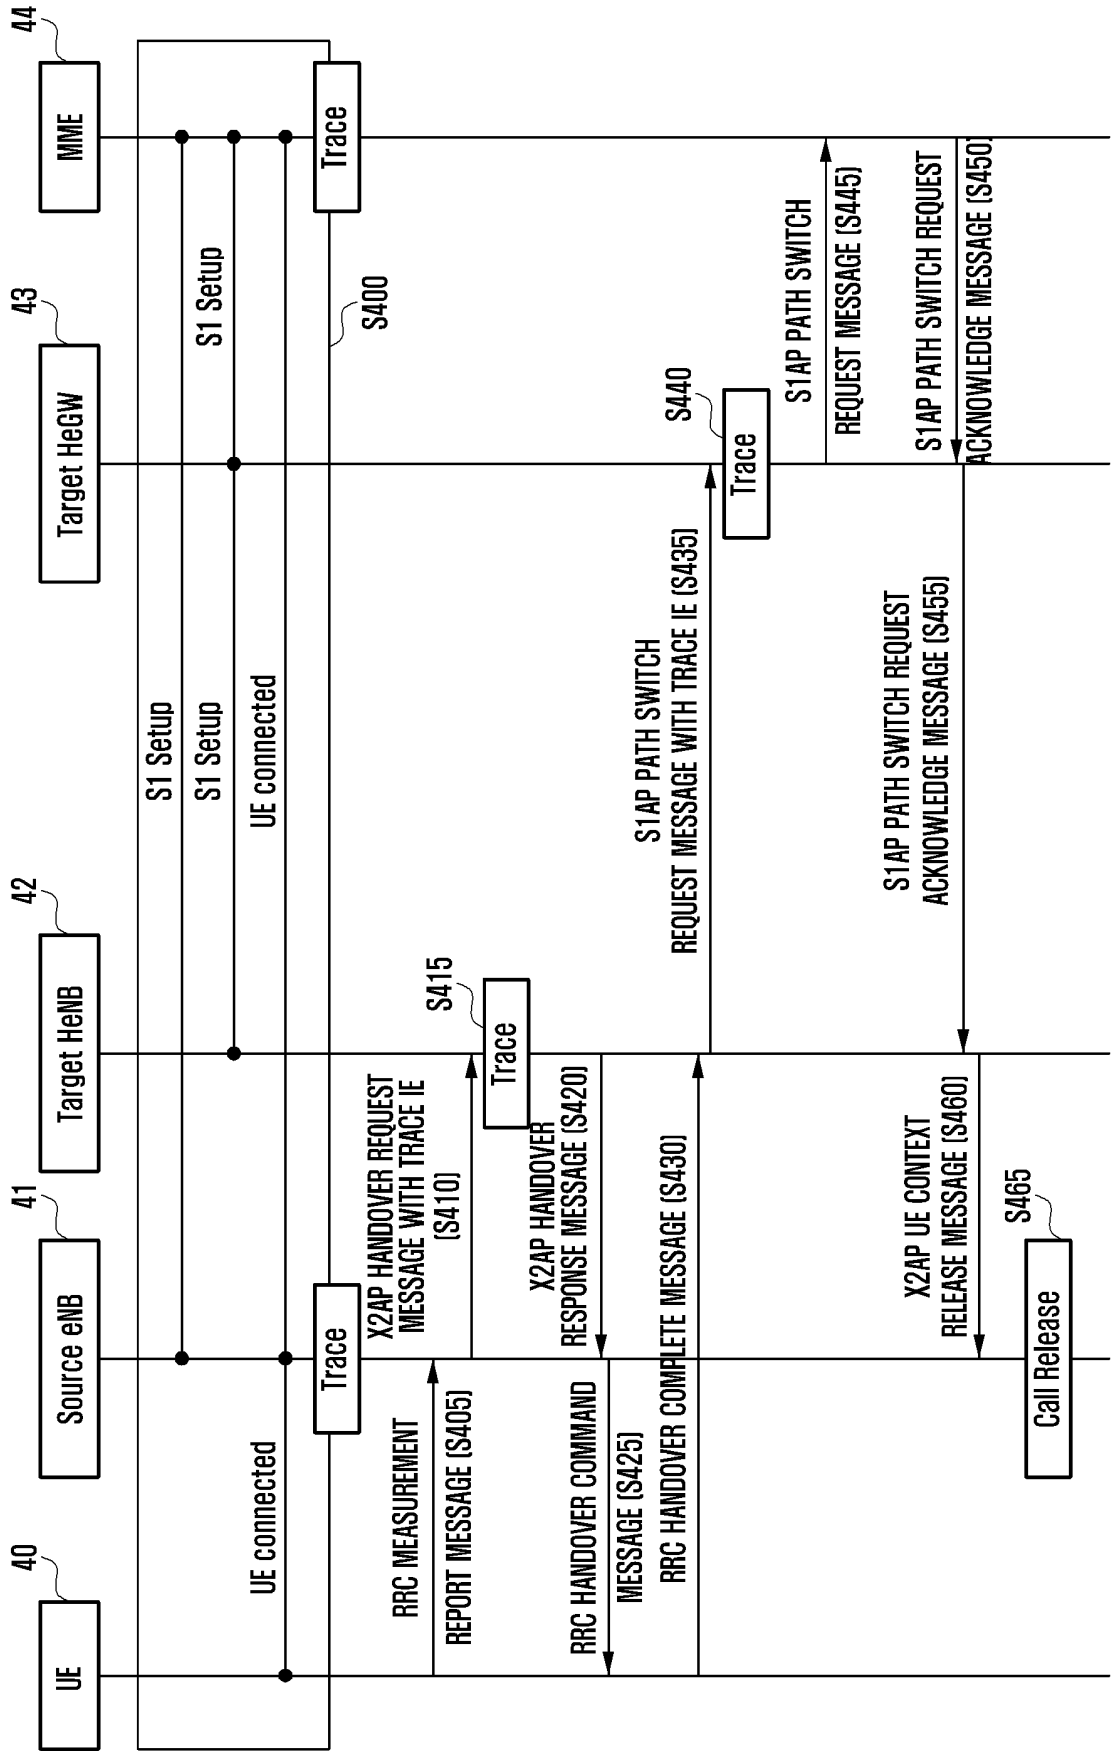 40
41
42
43
44
UE
Source eNB
Target HeNB
Target HeGW
MME
S1 Setup
S1 Setup
S1 Setup
UE connected
UE connected
Trace
Trace
S400
RRC MEASUREMENT
REPORT MESSAGE (S405)
X2AP HANDOVER REQUEST
MESSAGE WITH TRACE IE
(S410)
S415
Trace
X2AP HANDOVER
RESPONSE MESSAGE (S420)
RRC HANDOVER COMMAND
MESSAGE (S425)
RRC HANDOVER COMPLETE MESSAGE (S430)
S1AP PATH SWITCH
REQUEST MESSAGE WITH TRACE IE (S435)
S440
Trace
S1AP PATH SWITCH
REQUEST MESSAGE (S445)
S1AP PATH SWITCH REQUEST
ACKNOWLEDGE MESSAGE (S450)
S1AP PATH SWITCH REQUEST
ACKNOWLEDGE MESSAGE (S455)
X2AP UE CONTEXT
RELEASE MESSAGE (S460)
S465
Call Release